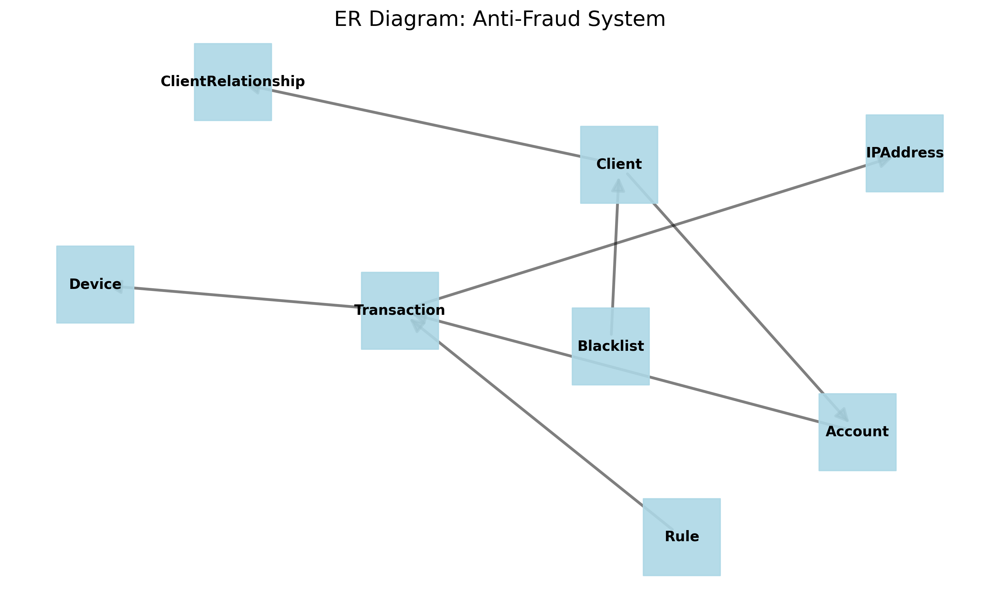 ER Diagram: Anti-Fraud System
ClientRelationship
IPAddress
Client
Device
Transaction
Blacklist
Account
Rule